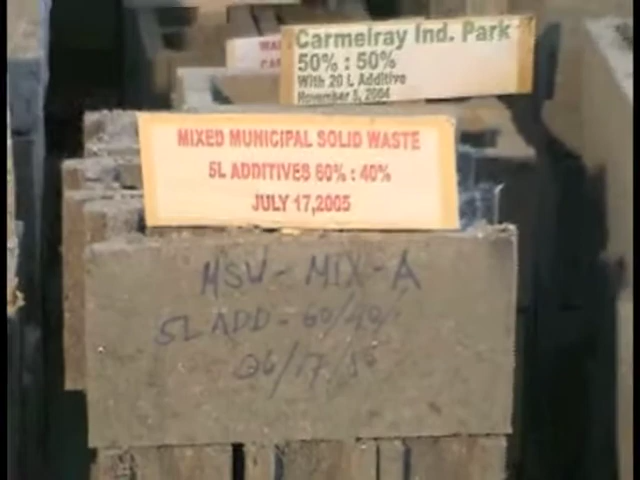 Carmelray Ind. Park
50% : 50%
With 20 L Additive
November 5, 2004
MIXED MUNICIPAL SOLID WASTE
5L ADDITIVES 60% : 40%
JULY 17,2005
MSW - MIX - A
5L ADD - 60/40